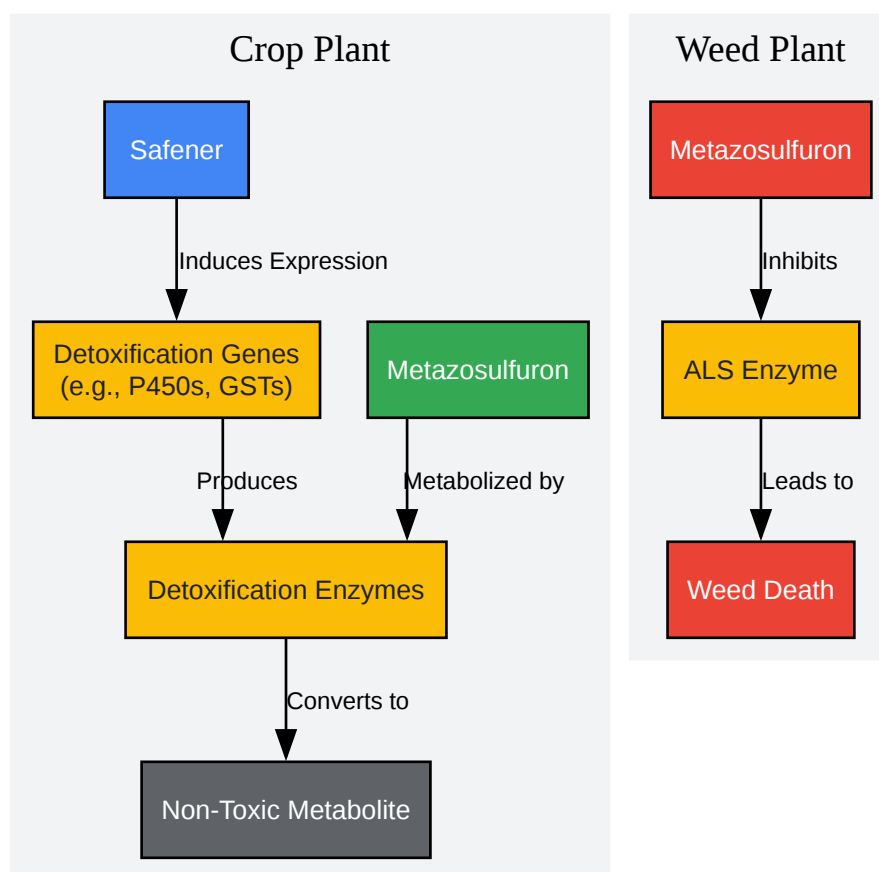 Crop Plant
Safener
Induces Expression
Detoxification Genes
(e.g., P450s, GSTs)
Metazosulfuron
Produces
Metabolized by
Detoxification Enzymes
Converts to
Non-Toxic Metabolite
Weed Plant
Metazosulfuron
Inhibits
ALS Enzyme
Leads to
Weed Death